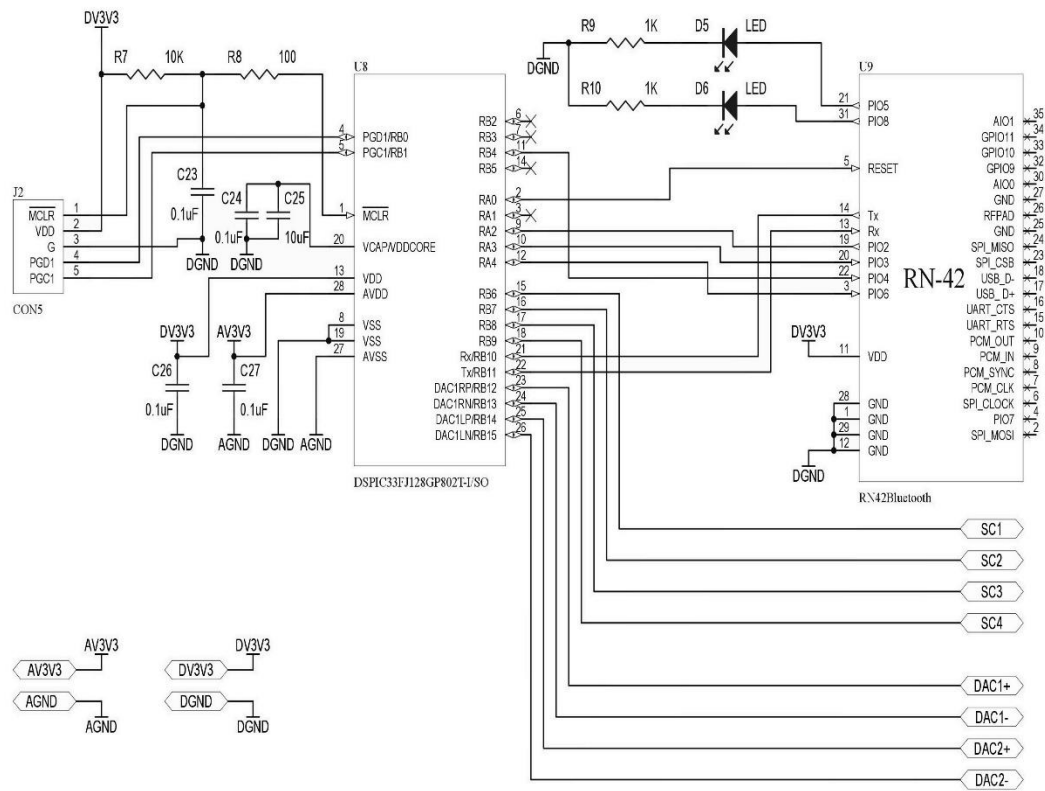 DV3V3
R7 10K R8 100
R9 1K D5 LED
DGND
R10 1K D6 LED
U8
U9
J2
1 MCLR
2 VDD
3 G
4 PGD1
5 PGC1
CON5
C23
0.1uF
DGND
C24 C25
0.1uF 10uF
DGND
4 PGD1/RB0
5 PGC1/RB1
1 MCLR
20 VCAP/VDDCORE
13 VDD
28 AVDD
8 VSS
19 VSS
27 AVSS
DV3V3 AV3V3
C26 C27
0.1uF 0.1uF
DGND AGND DGND AGND
RB2 6
RB3 7
RB4 11
RB5 14
RA0 2
RA1 3
RA2 9
RA3 10
RA4 12
RB6 15
RB7 16
RB8 17
RB9 18
Rx/RB10 21
Tx/RB11 22
DAC1RP/RB12 23
DAC1RN/RB13 24
DAC1LP/RB14 25
DAC1LN/RB15 26
DSPIC33FJ128GP802T-I/SO
21 PIO5
31 PIO8
5 RESET
14 Tx
13 Rx
19 PIO2
20 PIO3
22 PIO4
3 PIO6
RN-42
DV3V3
11 VDD
28 GND
1 GND
29 GND
12 GND
DGND
AIO1 35
GPIO11 34
GPIO10 33
GPIO9 32
AIO0 30
GND 27
RFPAD 26
GND 25
SPI_MISO 24
SPI_CSB 23
USB_D- 18
USB_D+ 17
UART_CTS 16
UART_RTS 15
PCM_OUT 10
PCM_IN 9
PCM_SYNC 8
PCM_CLK 7
SPI_CLOCK 6
PIO7 4
SPI_MOSI 2
RN42Bluetooth
SC1
SC2
SC3
SC4
DAC1+
DAC1-
DAC2+
DAC2-
AV3V3 DV3V3
AV3V3 DV3V3
AGND DGND
AGND DGND